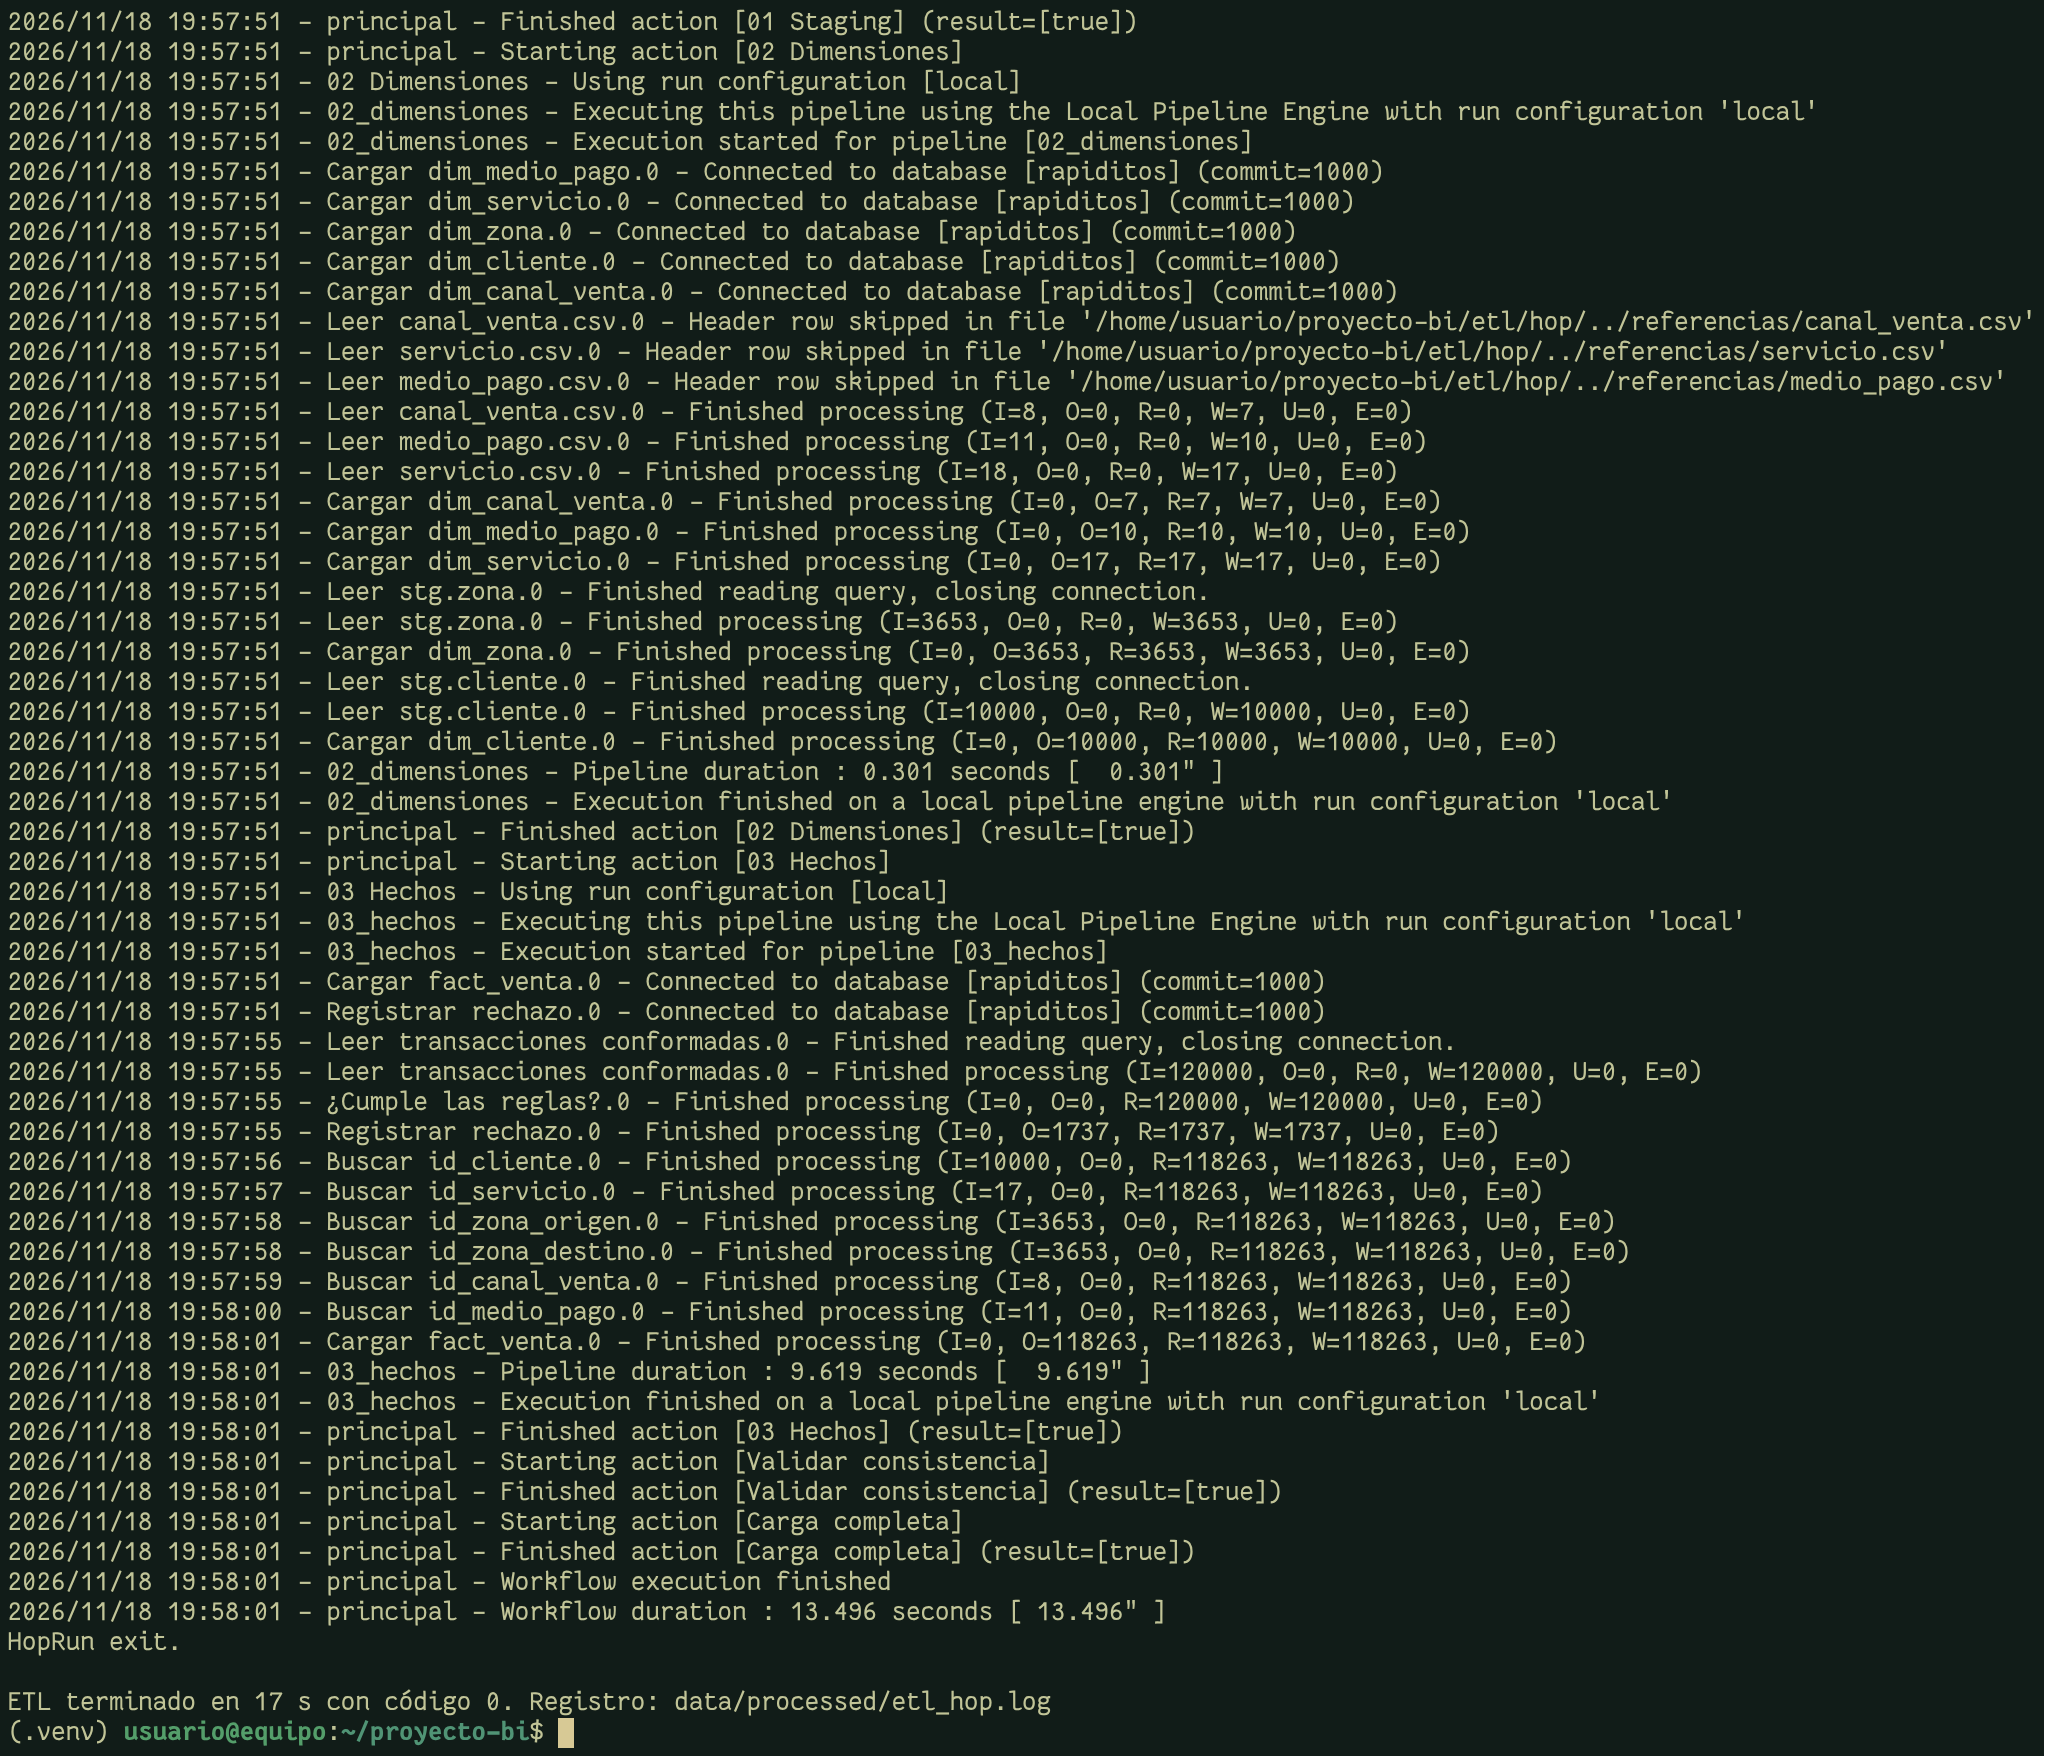 2026/11/18 19:57:51 - principal - Finished action [01 Staging] (result=[true])
2026/11/18 19:57:51 - principal - Starting action [02 Dimensiones]
2026/11/18 19:57:51 - 02 Dimensiones - Using run configuration [local]
2026/11/18 19:57:51 - 02_dimensiones - Executing this pipeline using the Local Pipeline Engine with run configuration 'local'
2026/11/18 19:57:51 - 02_dimensiones - Execution started for pipeline [02_dimensiones]
2026/11/18 19:57:51 - Cargar dim_medio_pago.0 - Connected to database [rapiditos] (commit=1000)
2026/11/18 19:57:51 - Cargar dim_servicio.0 - Connected to database [rapiditos] (commit=1000)
2026/11/18 19:57:51 - Cargar dim_zona.0 - Connected to database [rapiditos] (commit=1000)
2026/11/18 19:57:51 - Cargar dim_cliente.0 - Connected to database [rapiditos] (commit=1000)
2026/11/18 19:57:51 - Cargar dim_canal_venta.0 - Connected to database [rapiditos] (commit=1000)
2026/11/18 19:57:51 - Leer canal_venta.csv.0 - Header row skipped in file '/home/usuario/proyecto-bi/etl/hop/../referencias/canal_venta.csv'
2026/11/18 19:57:51 - Leer servicio.csv.0 - Header row skipped in file '/home/usuario/proyecto-bi/etl/hop/../referencias/servicio.csv'
2026/11/18 19:57:51 - Leer medio_pago.csv.0 - Header row skipped in file '/home/usuario/proyecto-bi/etl/hop/../referencias/medio_pago.csv'
2026/11/18 19:57:51 - Leer canal_venta.csv.0 - Finished processing (I=8, O=0, R=0, W=7, U=0, E=0)
2026/11/18 19:57:51 - Leer medio_pago.csv.0 - Finished processing (I=11, O=0, R=0, W=10, U=0, E=0)
2026/11/18 19:57:51 - Leer servicio.csv.0 - Finished processing (I=18, O=0, R=0, W=17, U=0, E=0)
2026/11/18 19:57:51 - Cargar dim_canal_venta.0 - Finished processing (I=0, O=7, R=7, W=7, U=0, E=0)
2026/11/18 19:57:51 - Cargar dim_medio_pago.0 - Finished processing (I=0, O=10, R=10, W=10, U=0, E=0)
2026/11/18 19:57:51 - Cargar dim_servicio.0 - Finished processing (I=0, O=17, R=17, W=17, U=0, E=0)
2026/11/18 19:57:51 - Leer stg.zona.0 - Finished reading query, closing connection.
2026/11/18 19:57:51 - Leer stg.zona.0 - Finished processing (I=3653, O=0, R=0, W=3653, U=0, E=0)
2026/11/18 19:57:51 - Cargar dim_zona.0 - Finished processing (I=0, O=3653, R=3653, W=3653, U=0, E=0)
2026/11/18 19:57:51 - Leer stg.cliente.0 - Finished reading query, closing connection.
2026/11/18 19:57:51 - Leer stg.cliente.0 - Finished processing (I=10000, O=0, R=0, W=10000, U=0, E=0)
2026/11/18 19:57:51 - Cargar dim_cliente.0 - Finished processing (I=0, O=10000, R=10000, W=10000, U=0, E=0)
2026/11/18 19:57:51 - 02_dimensiones - Pipeline duration : 0.301 seconds [  0.301" ]
2026/11/18 19:57:51 - 02_dimensiones - Execution finished on a local pipeline engine with run configuration 'local'
2026/11/18 19:57:51 - principal - Finished action [02 Dimensiones] (result=[true])
2026/11/18 19:57:51 - principal - Starting action [03 Hechos]
2026/11/18 19:57:51 - 03 Hechos - Using run configuration [local]
2026/11/18 19:57:51 - 03_hechos - Executing this pipeline using the Local Pipeline Engine with run configuration 'local'
2026/11/18 19:57:51 - 03_hechos - Execution started for pipeline [03_hechos]
2026/11/18 19:57:51 - Cargar fact_venta.0 - Connected to database [rapiditos] (commit=1000)
2026/11/18 19:57:51 - Registrar rechazo.0 - Connected to database [rapiditos] (commit=1000)
2026/11/18 19:57:55 - Leer transacciones conformadas.0 - Finished reading query, closing connection.
2026/11/18 19:57:55 - Leer transacciones conformadas.0 - Finished processing (I=120000, O=0, R=0, W=120000, U=0, E=0)
2026/11/18 19:57:55 - ¿Cumple las reglas?.0 - Finished processing (I=0, O=0, R=120000, W=120000, U=0, E=0)
2026/11/18 19:57:55 - Registrar rechazo.0 - Finished processing (I=0, O=1737, R=1737, W=1737, U=0, E=0)
2026/11/18 19:57:56 - Buscar id_cliente.0 - Finished processing (I=10000, O=0, R=118263, W=118263, U=0, E=0)
2026/11/18 19:57:57 - Buscar id_servicio.0 - Finished processing (I=17, O=0, R=118263, W=118263, U=0, E=0)
2026/11/18 19:57:58 - Buscar id_zona_origen.0 - Finished processing (I=3653, O=0, R=118263, W=118263, U=0, E=0)
2026/11/18 19:57:58 - Buscar id_zona_destino.0 - Finished processing (I=3653, O=0, R=118263, W=118263, U=0, E=0)
2026/11/18 19:57:59 - Buscar id_canal_venta.0 - Finished processing (I=8, O=0, R=118263, W=118263, U=0, E=0)
2026/11/18 19:58:00 - Buscar id_medio_pago.0 - Finished processing (I=11, O=0, R=118263, W=118263, U=0, E=0)
2026/11/18 19:58:01 - Cargar fact_venta.0 - Finished processing (I=0, O=118263, R=118263, W=118263, U=0, E=0)
2026/11/18 19:58:01 - 03_hechos - Pipeline duration : 9.619 seconds [  9.619" ]
2026/11/18 19:58:01 - 03_hechos - Execution finished on a local pipeline engine with run configuration 'local'
2026/11/18 19:58:01 - principal - Finished action [03 Hechos] (result=[true])
2026/11/18 19:58:01 - principal - Starting action [Validar consistencia]
2026/11/18 19:58:01 - principal - Finished action [Validar consistencia] (result=[true])
2026/11/18 19:58:01 - principal - Starting action [Carga completa]
2026/11/18 19:58:01 - principal - Finished action [Carga completa] (result=[true])
2026/11/18 19:58:01 - principal - Workflow execution finished
2026/11/18 19:58:01 - principal - Workflow duration : 13.496 seconds [ 13.496" ]
HopRun exit.
ETL terminado en 17 s con código 0. Registro: data/processed/etl_hop.log
(.venv) usuario@equipo:~/proyecto-bi$